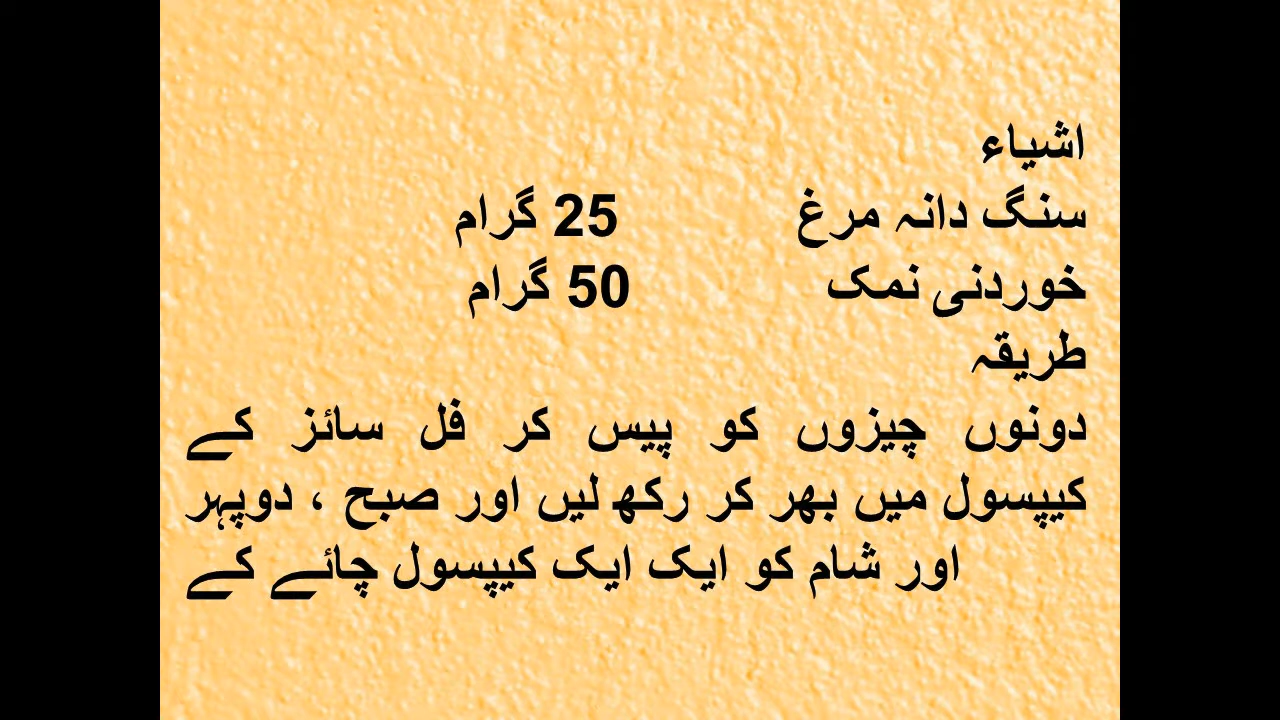 اشیاء
سنگ دانہ مرغ 25 گرام
خوردنی نمک 50 گرام
طریقہ
دونوں چیزوں کو پیس کر فل سائز کے
کیپسول میں بھر کر رکھ لیں اور صبح ، دوپہر
اور شام کو ایک ایک کیپسول چائے کے